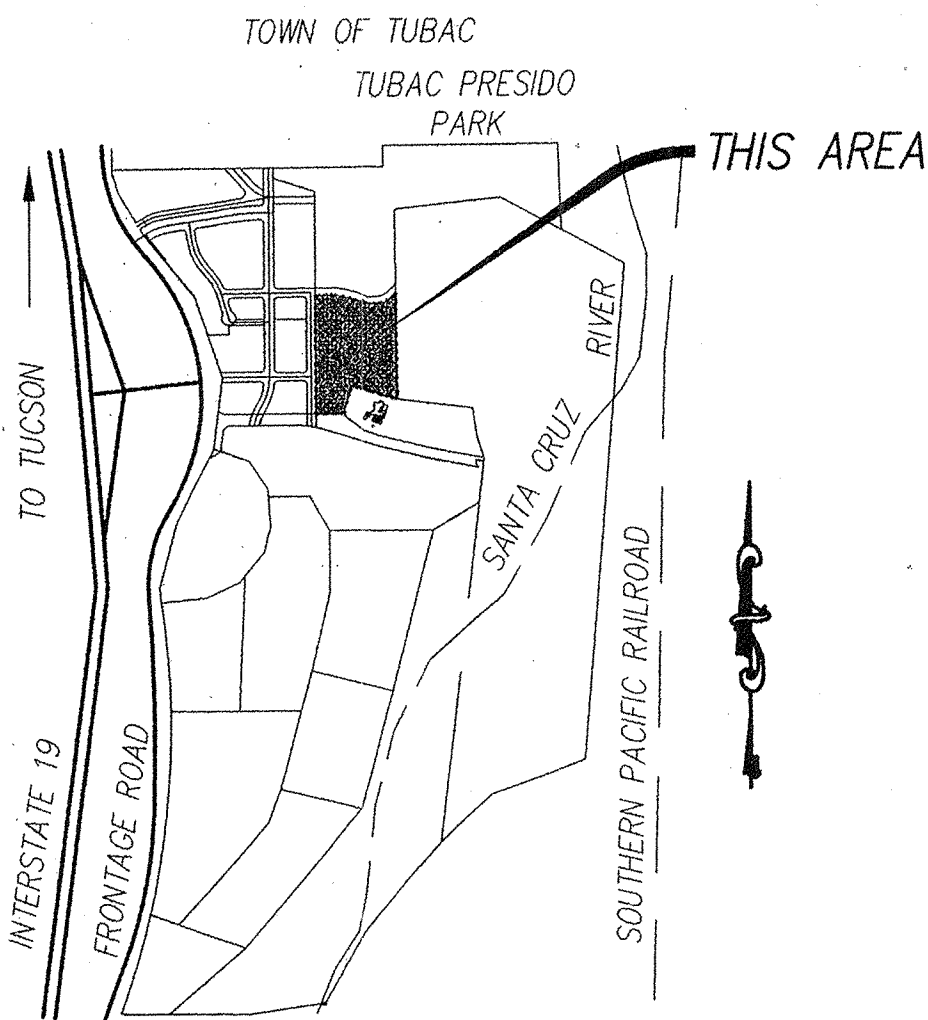 TOWN OF TUBAC
TUBAC PRESIDO
PARK
THIS AREA
TO TUCSON
RIVER
SANTA CRUZ
SOUTHERN PACIFIC RAILROAD
INTERSTATE 19
FRONTAGE ROAD